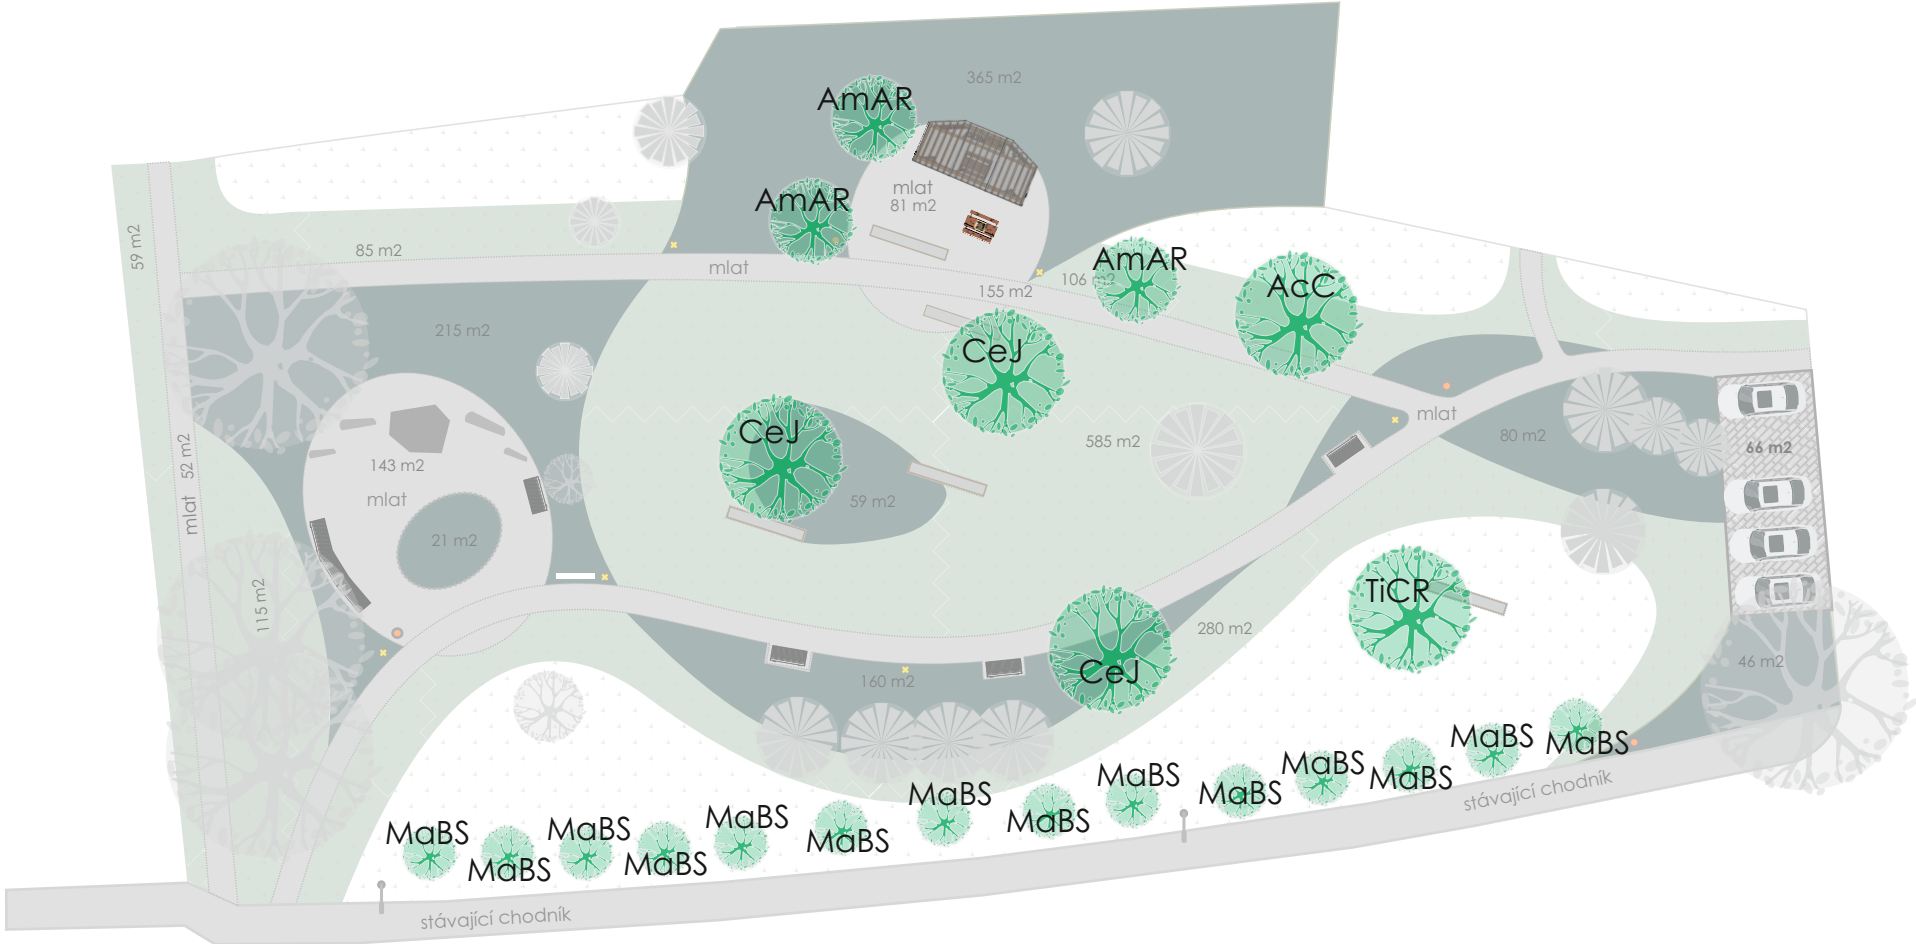 365 m2
AmAR
mlat
81 m2
AmAR
59 m2
85 m2
mlat
AmAR
106 m2
155 m2
AcC
215 m2
CeJ
CeJ
585 m2
mlat
80 m2
66 m2
143 m2
mlat
52 m2
mlat
59 m2
21 m2
115 m2
TiCR
280 m2
CeJ
160 m2
46 m2
MaBS
MaBS
MaBS
MaBS
MaBS
MaBS
MaBS
MaBS
MaBS
MaBS
MaBS
MaBS
MaBS
MaBS
stávající chodník
stávající chodník